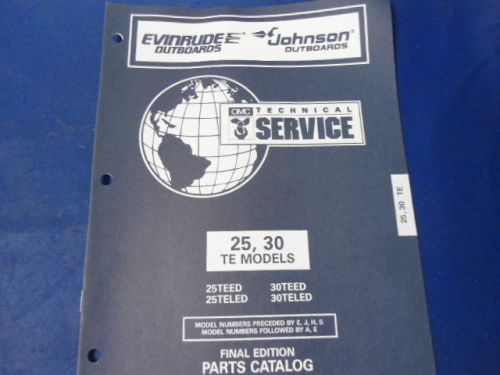 EVINRUDE Johnson
OUTBOARDS OUTBOARDS
OMC TECHNICAL
SERVICE
25, 30 TE
25, 30
TE MODELS
25TEED 30TEED
25TELED 30TELED
MODEL NUMBERS PRECEDED BY E, J, H, S
MODEL NUMBERS FOLLOWED BY A, E
FINAL EDITION
PARTS CATALOG